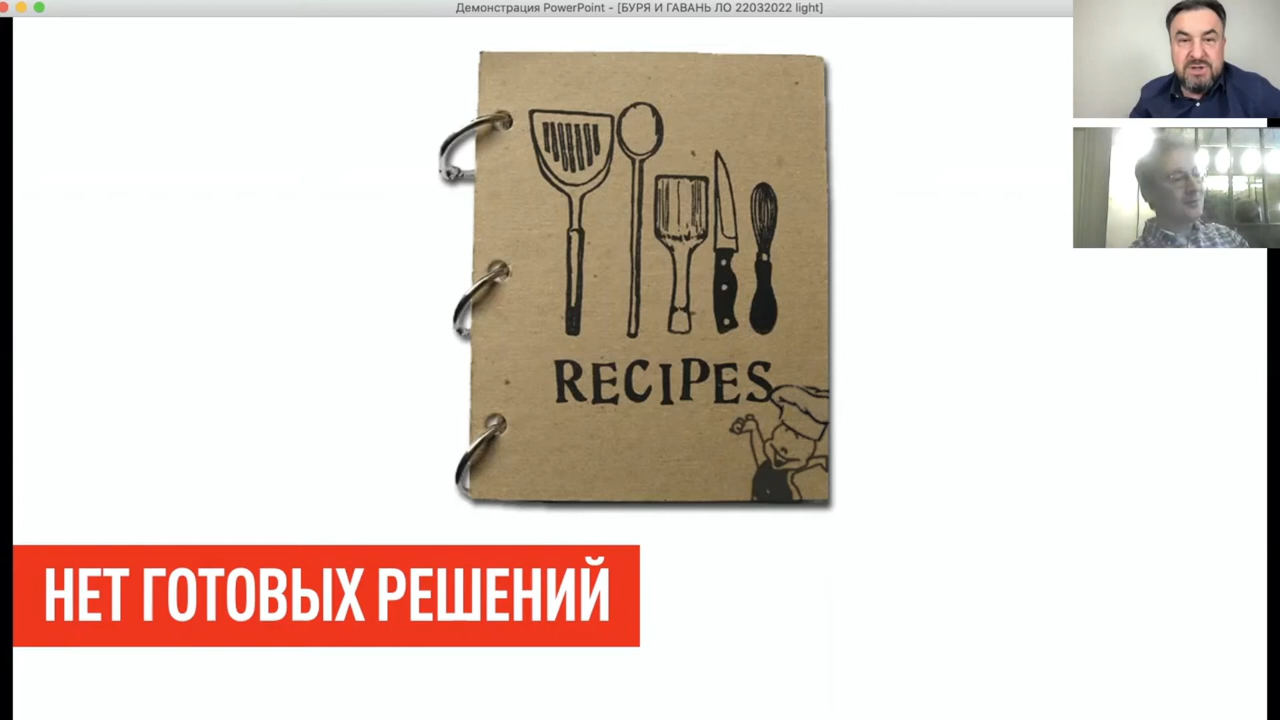 Демонстрация PowerPoint - [БУРЯ И ГАВАНЬ ЛО 22032022 light]
RECIPES
НЕТ ГОТОВЫХ РЕШЕНИЙ